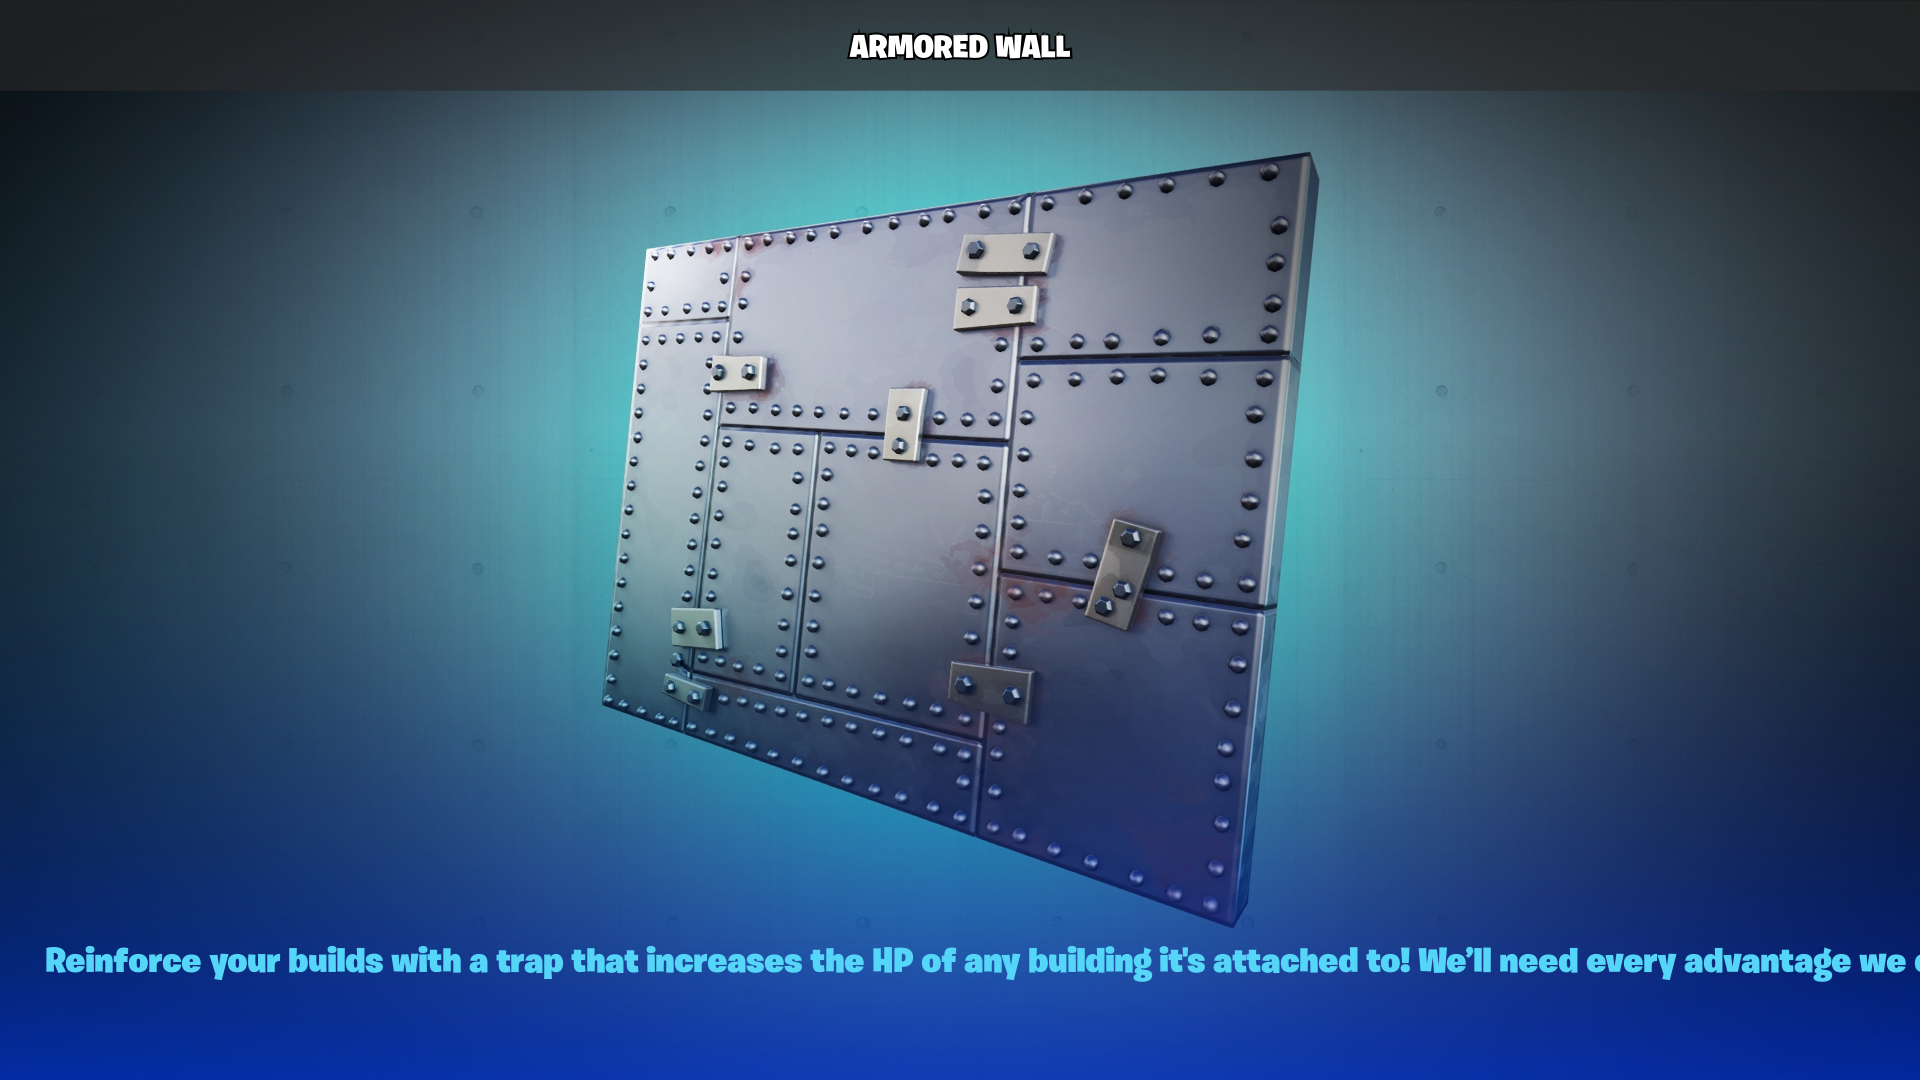 ARMORED WALL
Reinforce your builds with a trap that increases the HP of any building it's attached to! We’ll need every advantage we